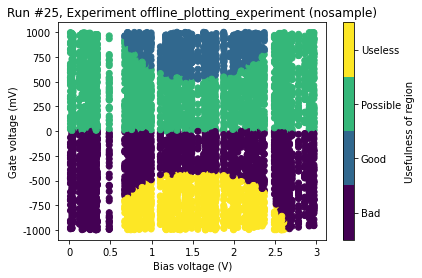 Run #25, Experiment offline_plotting_experiment (nosample)
1000
750
500
250
0
-250
-500
-750
-1000
Gate voltage (mV)
0 0.5 1 1.5 2 2.5 3
Bias voltage (V)
Useless
Possible
Good
Bad
Usefulness of region